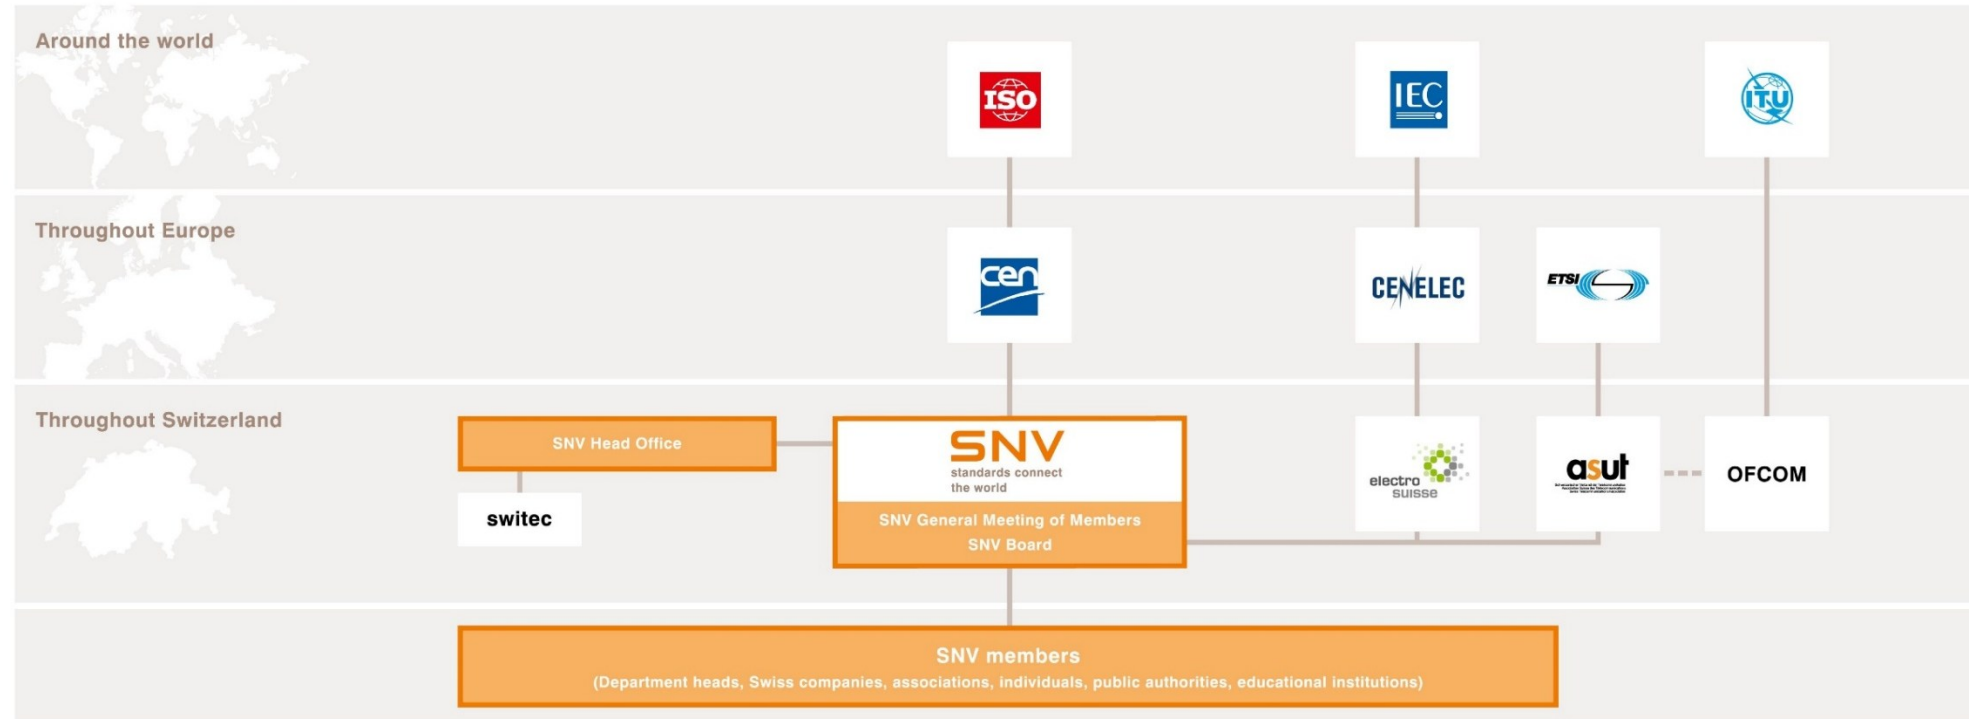 Around the world
ISO
IEC
ITU
Throughout Europe
cen
CENELEC
ETSI
Throughout Switzerland
SNV Head Office
switec
SNV
standards connect
the world
SNV General Meeting of Members
SNV Board
electro
suisse
asut
OFCOM
SNV members
(Department heads, Swiss companies, associations, individuals, public authorities, educational institutions)